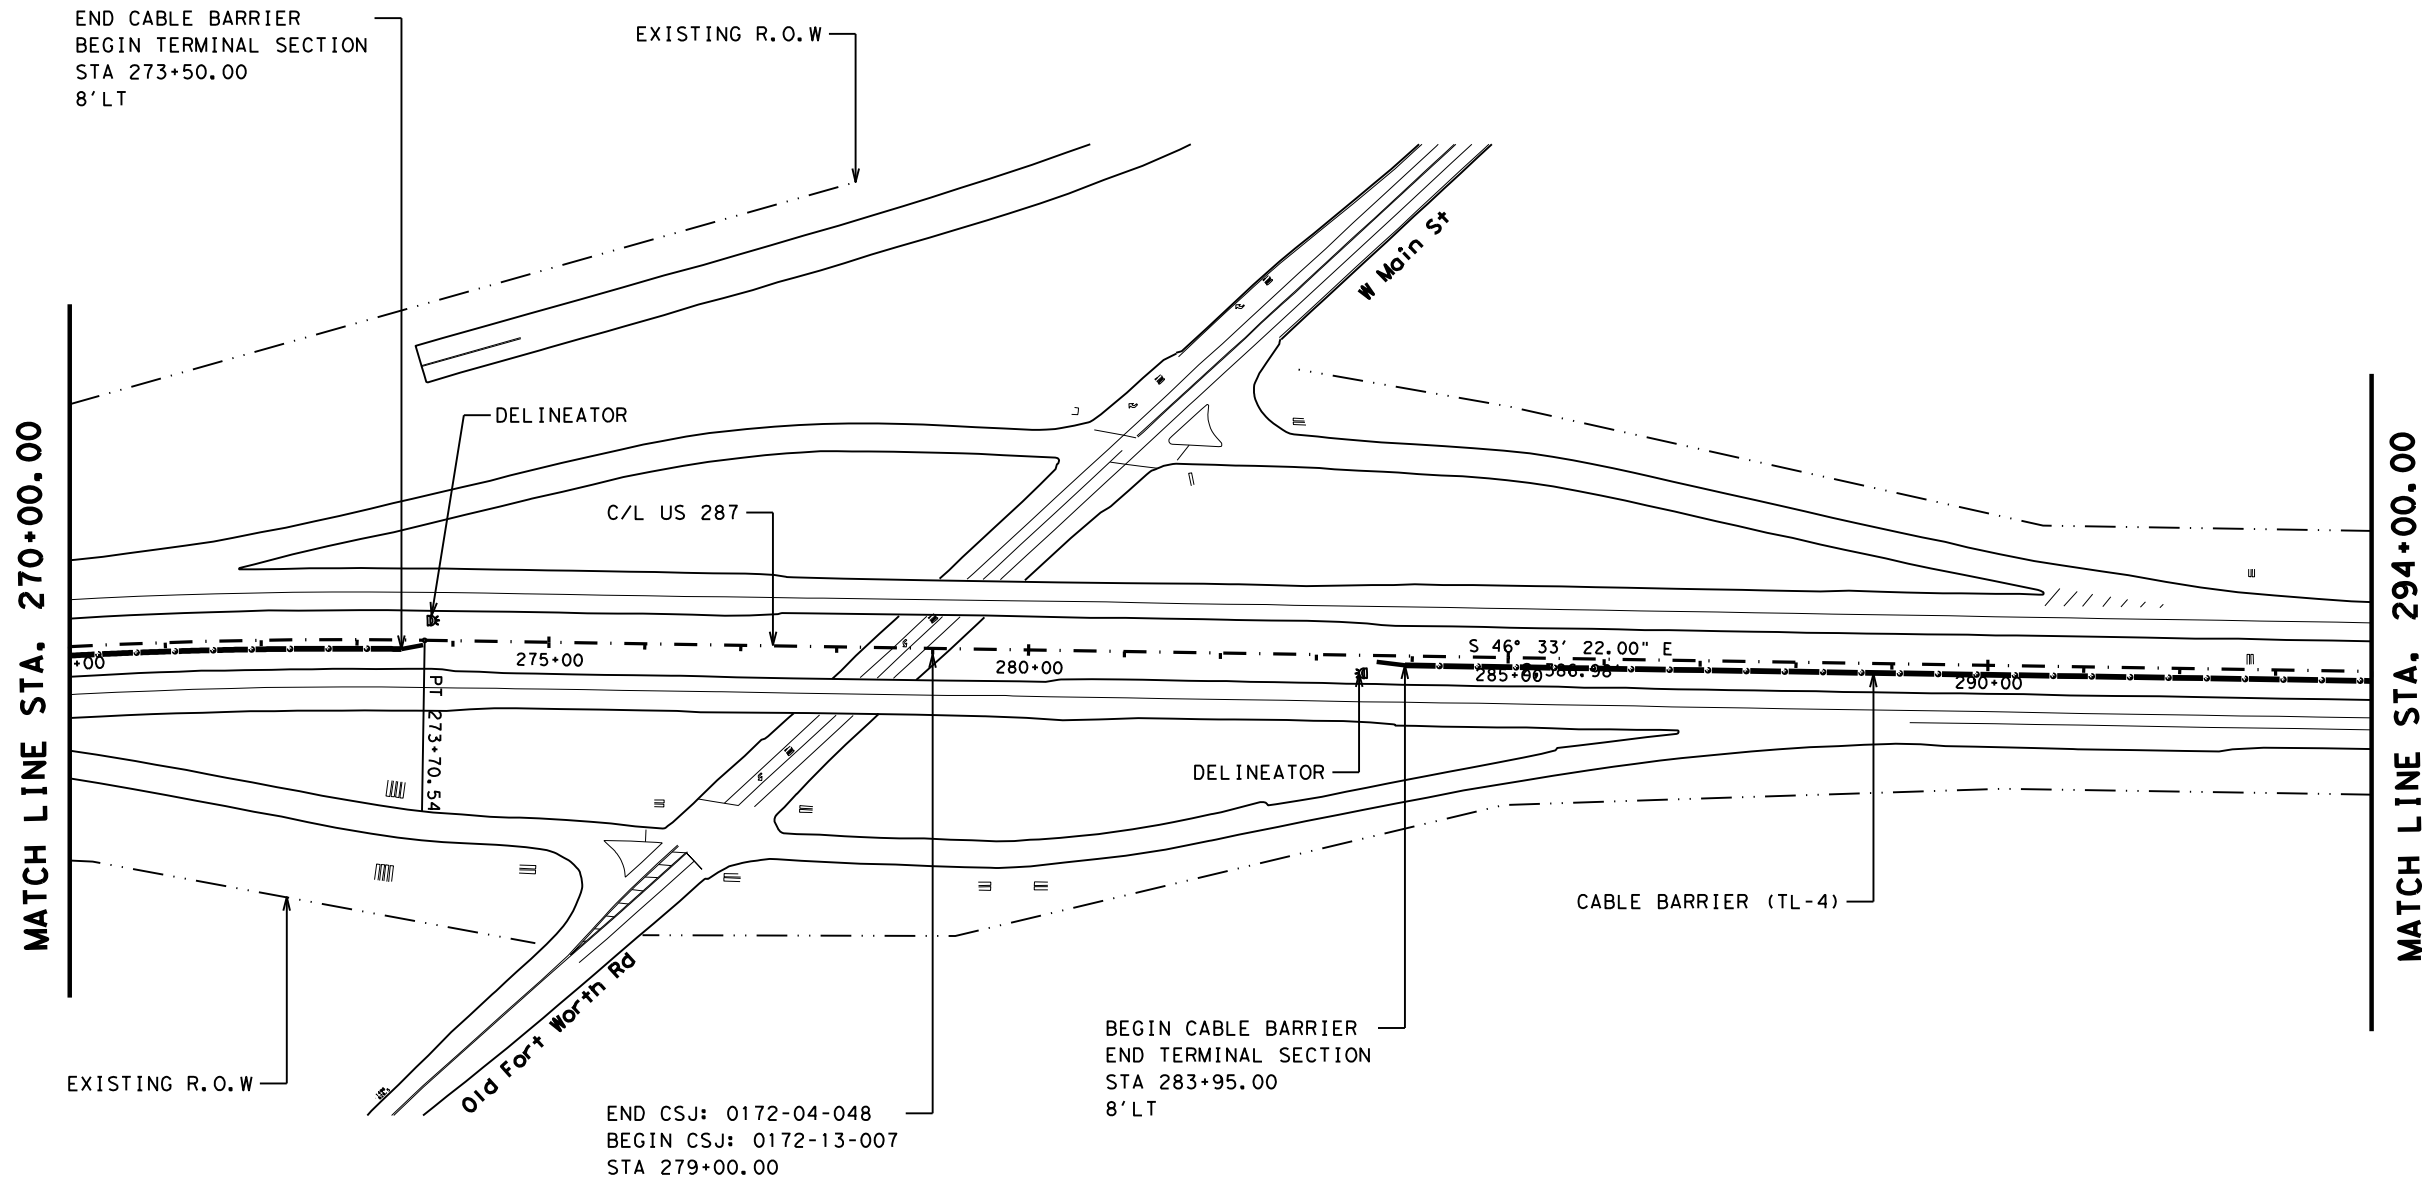 END CABLE BARRIER
BEGIN TERMINAL SECTION
STA 273+50.00
8'LT
EXISTING R.O.W
W Main St
DELINEATOR
C/L US 287
MATCH LINE STA. 270+00.00
MATCH LINE STA. 294+00.00
+00
275+00
280+00
S 46° 33' 22.00" E
285+00
290+00
PT 273+70.54
DELINEATOR
CABLE BARRIER (TL-4)
Old Fort Worth Rd
EXISTING R.O.W
BEGIN CABLE BARRIER
END TERMINAL SECTION
STA 283+95.00
8'LT
END CSJ: 0172-04-048
BEGIN CSJ: 0172-13-007
STA 279+00.00